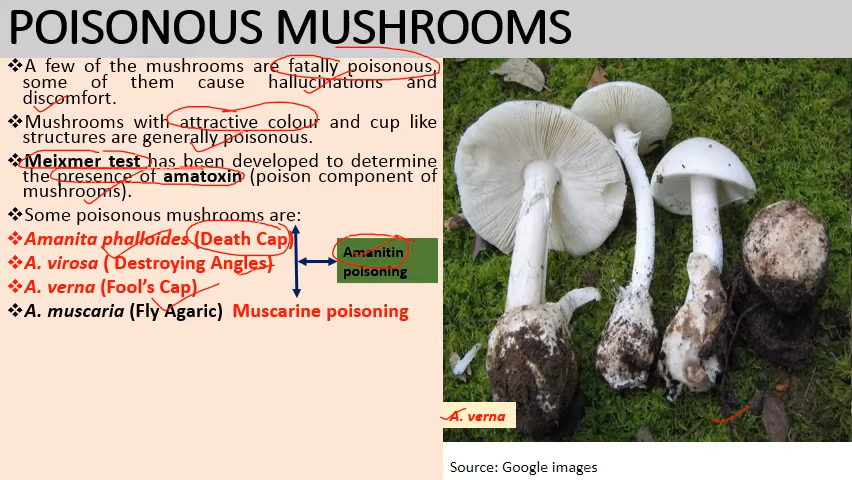 POISONOUS MUSHROOMS
❖A few of the mushrooms are fatally poisonous,
some of them cause hallucinations and
discomfort.
❖Mushrooms with attractive colour and cup like
structures are generally poisonous.
❖Meixmer test has been developed to determine
the presence of amatoxin (poison component of
mushrooms).
❖Some poisonous mushrooms are:
❖Amanita phalloides (Death Cap)
❖A. virosa ( Destroying Angles)
❖A. verna (Fool's Cap)
❖A. muscaria (Fly Agaric) Muscarine poisoning
Amanitin
poisoning
A. verna
Source: Google images